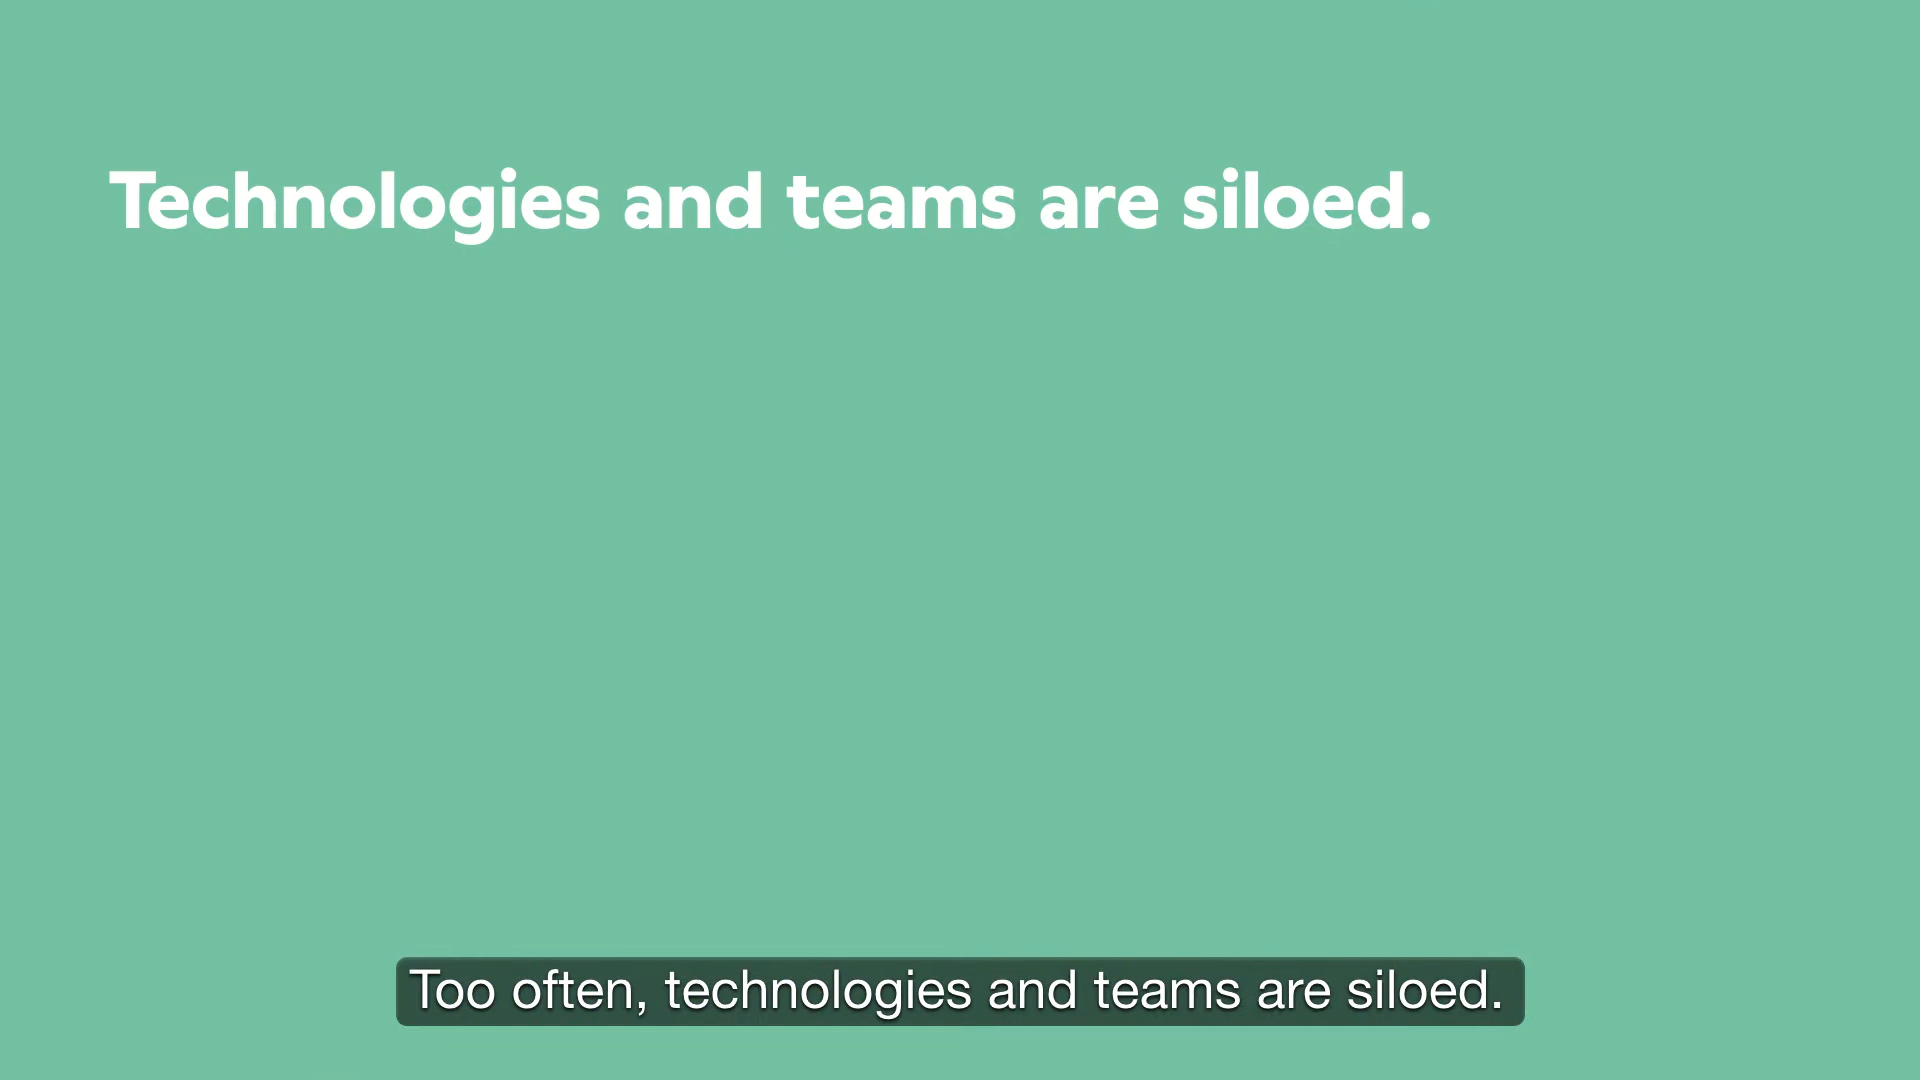 Technologies and teams are siloed.
Too often, technologies and teams are siloed.